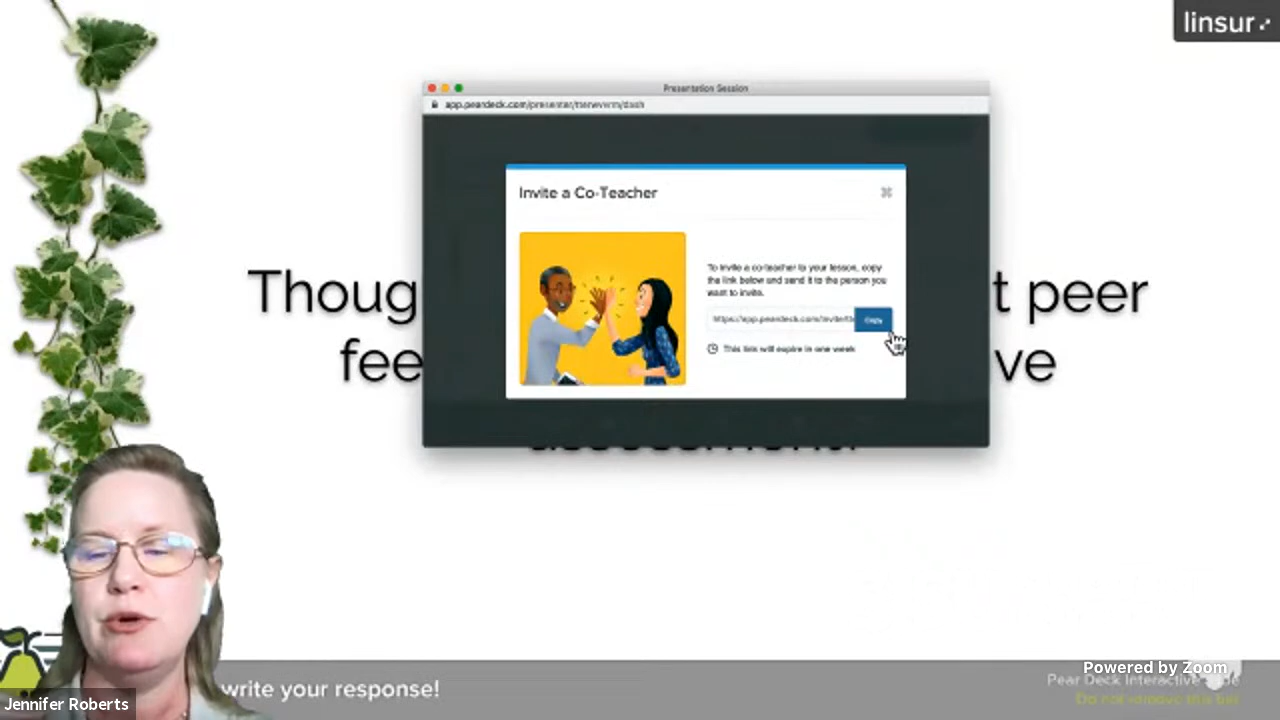 linsur
Presentation Session
app.peardeck.com/presenter/
Invite a Co-Teacher
To invite a co-teacher to your lesson, copy
the link below and send it to the person you
want to invite.
https://app.peardeck.com/invite/
Copy
This link will expire in one week
Thoug t peer
fee ve
write your response!
Powered by Zoom
Pear Deck Interactive
Do not remove this bar
Jennifer Roberts